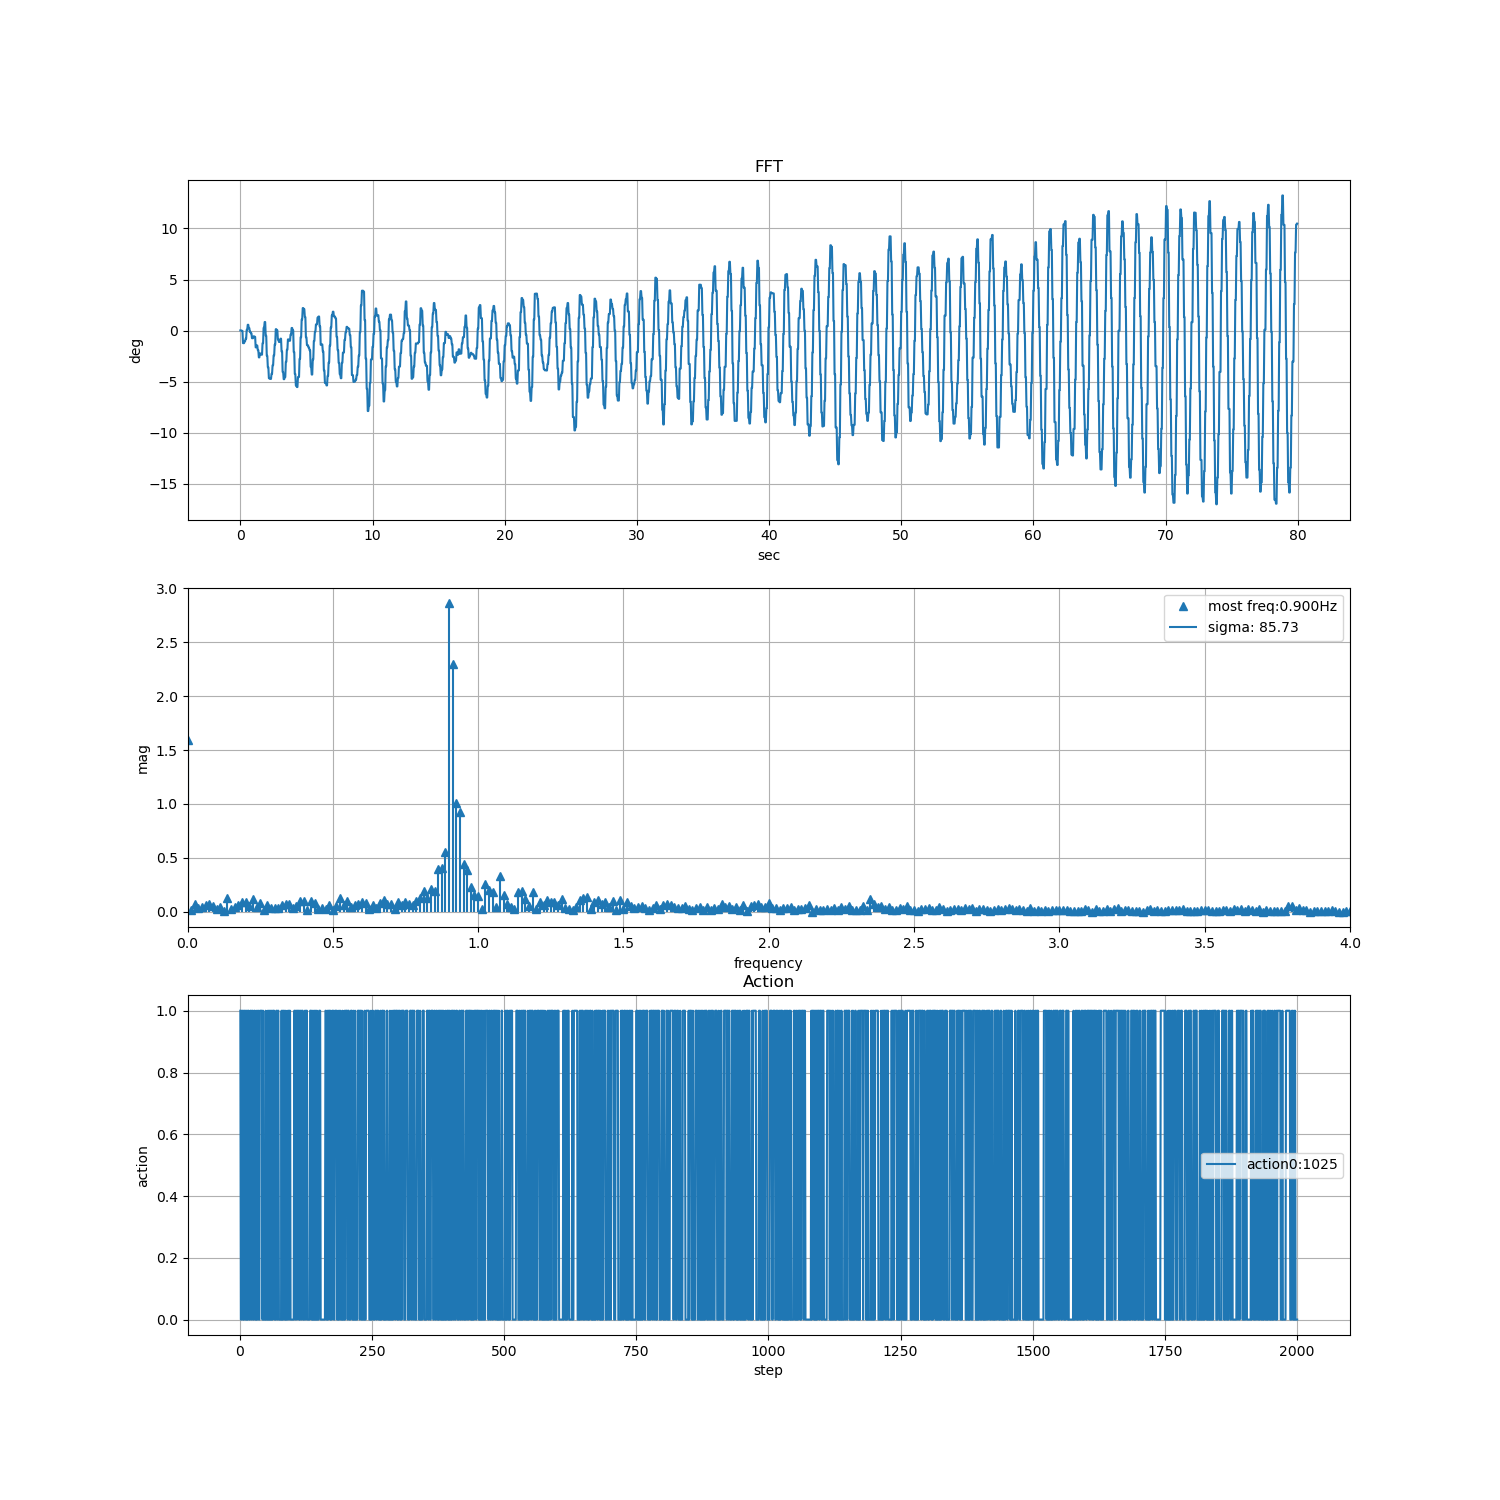 FFT
10
5
0
−5
−10
−15
deg
0 10 20 30 40 50 60 70 80
sec
3.0
2.5
2.0
1.5
1.0
0.5
0.0
mag
most freq:0.900Hz
sigma: 85.73
0.0 0.5 1.0 1.5 2.0 2.5 3.0 3.5 4.0
frequency
Action
1.0
0.8
0.6
0.4
0.2
0.0
action
action0:1025
0 250 500 750 1000 1250 1500 1750 2000
step